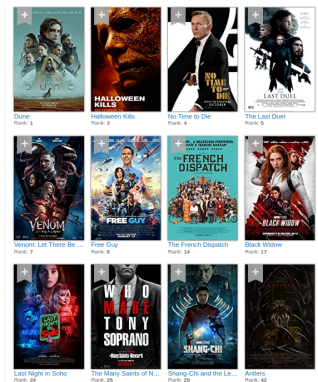 HALLOWEEN
KILLS
NO
TIME
TO
DIE
THE
LAST DUEL
Dune
Halloween Kills
No Time to Die
The Last Duel
Rank: 1
Rank: 3
Rank: 4
Rank: 5
VENOM
FREE GUY
THE FRENCH
DISPATCH
BLACK WIDOW
Venom: Let There Be ...
Free Guy
The French Dispatch
Black Widow
Rank: 7
Rank: 14
Rank: 17
LAST
NIGHT
IN
SOHO
WHO
MADE
TONY
SOPRANO
SHANG-CHI
Last Night in Soho
The Many Saints of N...
Shang-Chi and the Le...
Antlers
Rank: 24
Rank: 26
Rank: 29
Rank: 42